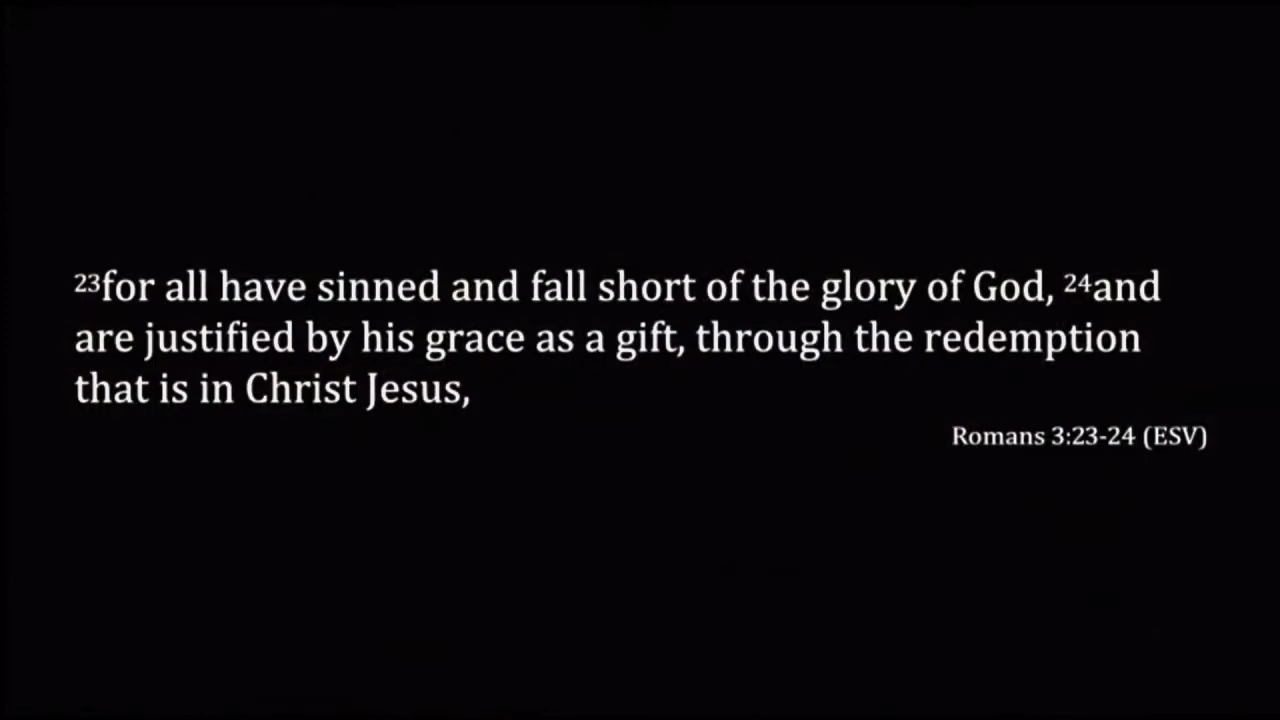 ²³for all have sinned and fall short of the glory of God, ²⁴and
are justified by his grace as a gift, through the redemption
that is in Christ Jesus,
Romans 3:23-24 (ESV)